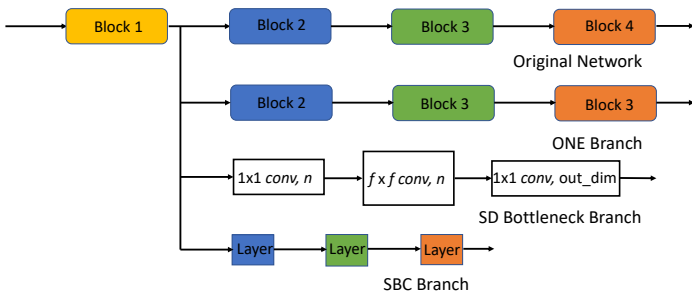 Block 1
Block 2
Block 3
Block 4
Original Network
Block 2
Block 3
Block 3
ONE Branch
1x1 conv, n
f x f conv, n
1x1 conv, out_dim
SD Bottleneck Branch
Layer
Layer
Layer
SBC Branch